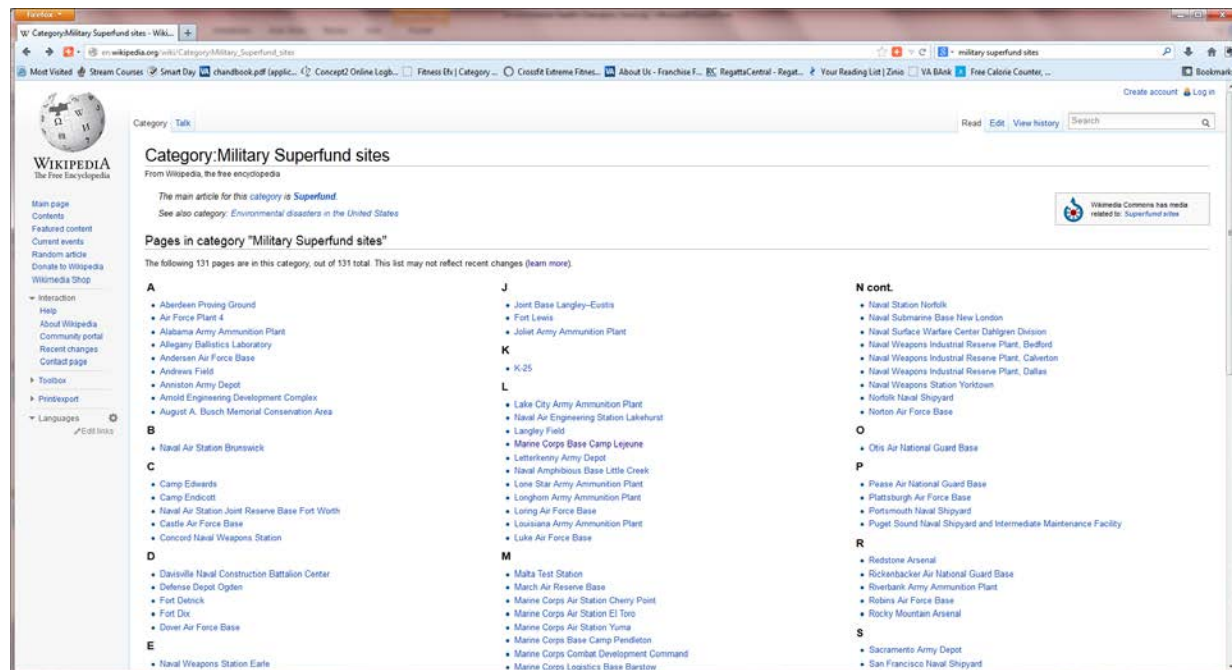 Firefox
W Category:Military Superfund sites - Wiki... +
en.wikipedia.org/wiki/Category:Military_Superfund_sites
military superfund sites
Most Visited Stream Courses Smart Day chandbook.pdf (applic... Concept2 Online Logb... Fitness Efx | Category ... Crossfit Extreme Fitnes... About Us - Franchise F... RegattaCentral - Regat... Your Reading List | Zinio VA BAnk Free Calorie Counter, ... Bookmark
Create account Log in
Category Talk Read Edit View history Search
WIKIPEDIA
The Free Encyclopedia
Main page
Contents
Featured content
Current events
Random article
Donate to Wikipedia
Wikimedia Shop
Interaction
Help
About Wikipedia
Community portal
Recent changes
Contact page
Toolbox
Print/export
Languages
Edit links
Category:Military Superfund sites
From Wikipedia, the free encyclopedia
The main article for this category is Superfund.
See also category: Environmental disasters in the United States
Wikimedia Commons has media
related to: Superfund sites
Pages in category "Military Superfund sites"
The following 131 pages are in this category, out of 131 total. This list may not reflect recent changes (learn more).
A
Aberdeen Proving Ground
Air Force Plant 4
Alabama Army Ammunition Plant
Allegany Ballistics Laboratory
Andersen Air Force Base
Andrews Field
Anniston Army Depot
Arnold Engineering Development Complex
August A. Busch Memorial Conservation Area
B
Naval Air Station Brunswick
C
Camp Edwards
Camp Endicott
Naval Air Station Joint Reserve Base Fort Worth
Castle Air Force Base
Concord Naval Weapons Station
D
Davisville Naval Construction Battalion Center
Defense Depot Ogden
Fort Detrick
Fort Dix
Dover Air Force Base
E
Naval Weapons Station Earle
J
Joint Base Langley–Eustis
Fort Lewis
Joliet Army Ammunition Plant
K
K-25
L
Lake City Army Ammunition Plant
Naval Air Engineering Station Lakehurst
Langley Field
Marine Corps Base Camp Lejeune
Letterkenny Army Depot
Naval Amphibious Base Little Creek
Lone Star Army Ammunition Plant
Longhorn Army Ammunition Plant
Loring Air Force Base
Louisiana Army Ammunition Plant
Luke Air Force Base
M
Malta Test Station
March Air Reserve Base
Marine Corps Air Station Cherry Point
Marine Corps Air Station El Toro
Marine Corps Air Station Yuma
Marine Corps Base Camp Pendleton
Marine Corps Combat Development Command
Marine Corps Logistics Base Barstow
N cont.
Naval Station Norfolk
Naval Submarine Base New London
Naval Surface Warfare Center Dahlgren Division
Naval Weapons Industrial Reserve Plant, Bedford
Naval Weapons Industrial Reserve Plant, Calverton
Naval Weapons Industrial Reserve Plant, Dallas
Naval Weapons Station Yorktown
Norfolk Naval Shipyard
Norton Air Force Base
O
Otis Air National Guard Base
P
Pease Air National Guard Base
Plattsburgh Air Force Base
Portsmouth Naval Shipyard
Puget Sound Naval Shipyard and Intermediate Maintenance Facility
R
Redstone Arsenal
Rickenbacker Air National Guard Base
Riverbank Army Ammunition Plant
Robins Air Force Base
Rocky Mountain Arsenal
S
Sacramento Army Depot
San Francisco Naval Shipyard